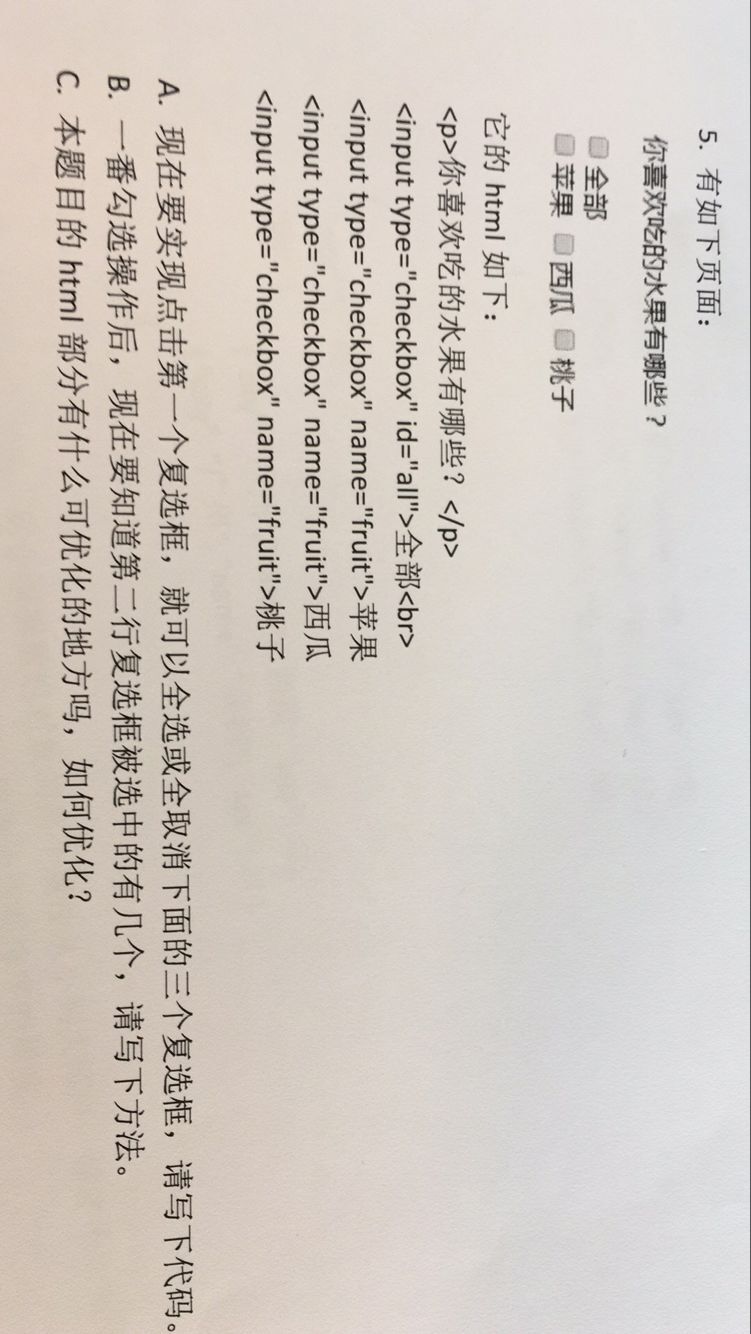 5. 有如下页面：
你喜欢吃的水果有哪些？
全部
苹果 西瓜 桃子
它的 html 如下：
<p>你喜欢吃的水果有哪些？</p>
<input type="checkbox" id="all">全部<br>
<input type="checkbox" name="fruit">苹果
<input type="checkbox" name="fruit">西瓜
<input type="checkbox" name="fruit">桃子
A. 现在要实现点击第一个复选框，就可以全选或全取消下面的三个复选框，请写下代码。
B. 一番勾选操作后，现在要知道第二行复选框被选中的有几个，请写下方法。
C. 本题目的 html 部分有什么可优化的地方吗，如何优化？